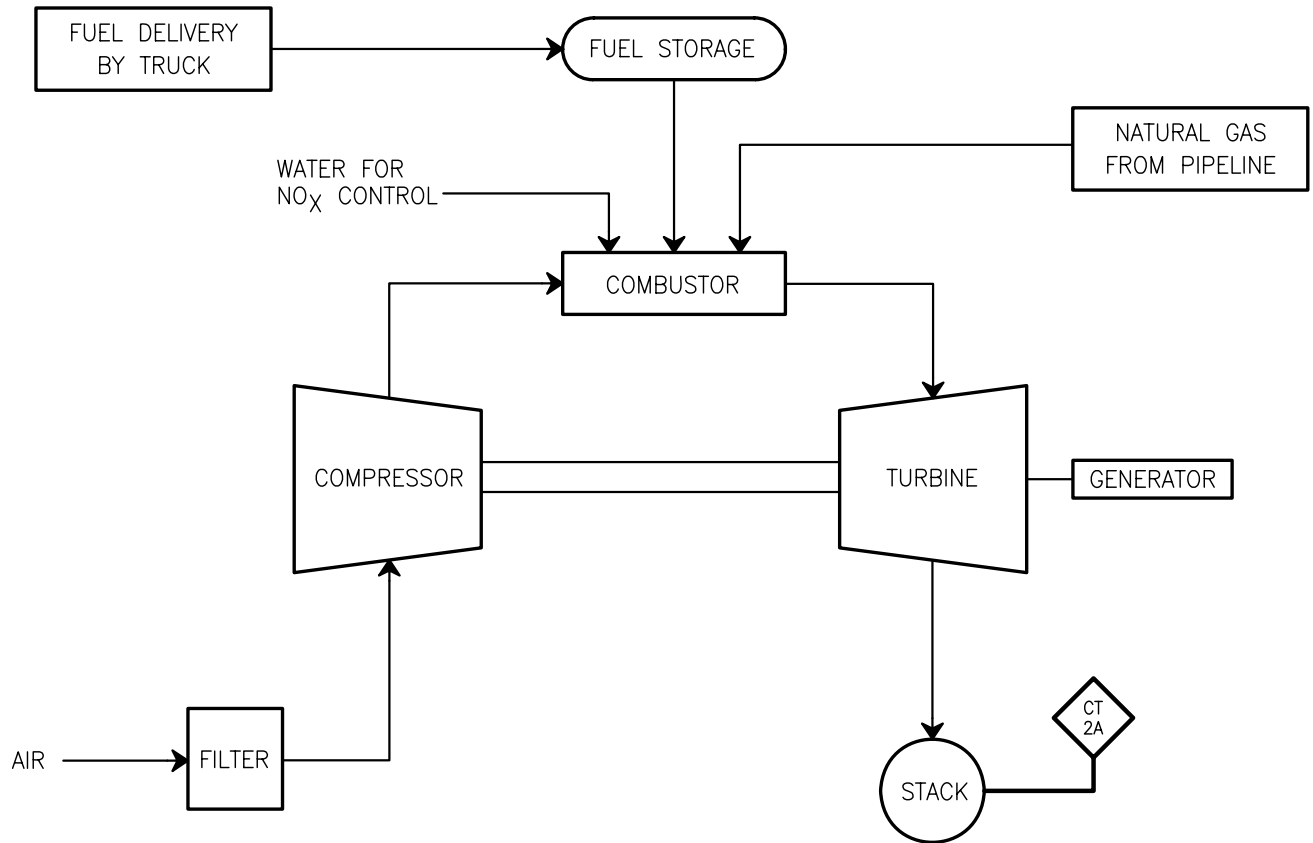 FUEL DELIVERY
BY TRUCK
FUEL STORAGE
NATURAL GAS
FROM PIPELINE
WATER FOR
NOX CONTROL
COMBUSTOR
COMPRESSOR
TURBINE
GENERATOR
AIR
FILTER
CT
2A
STACK